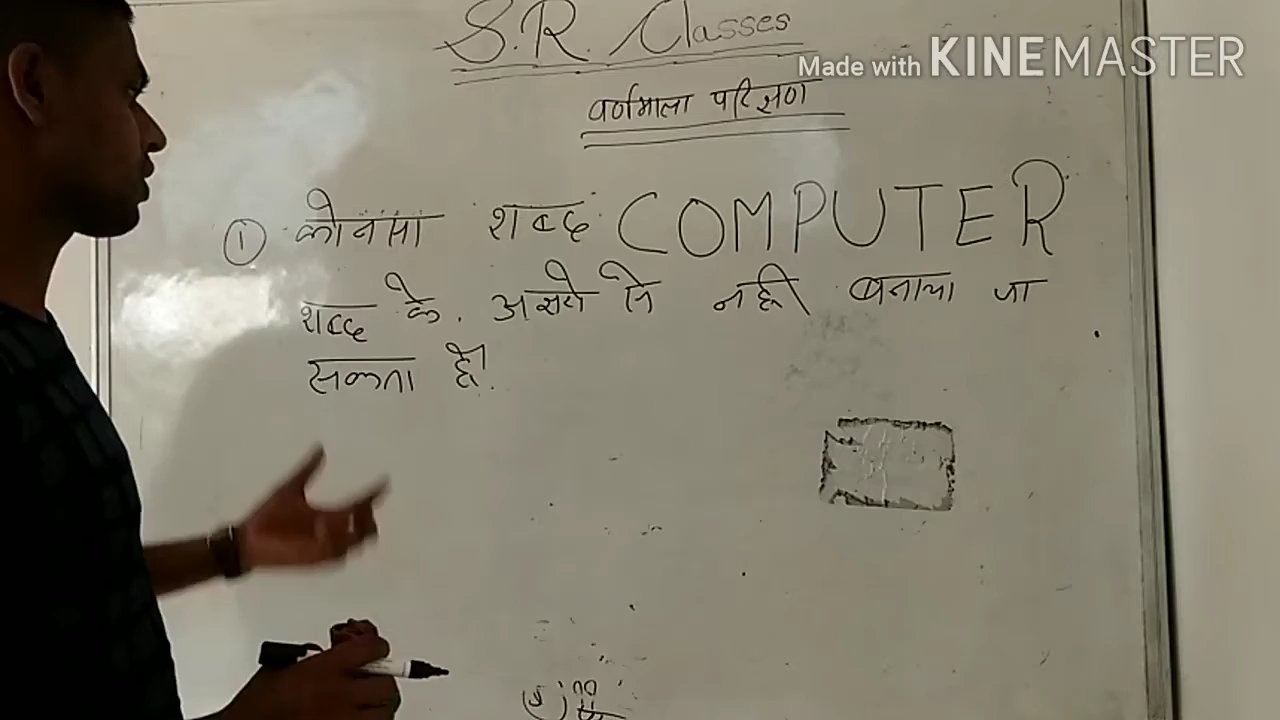 S.R. Classes
Made with KINEMASTER
वर्णमाला परिक्षण
① कोनसा शब्द COMPUTER
शब्द के. अक्षरो से नही बनाया जा
सकता है।